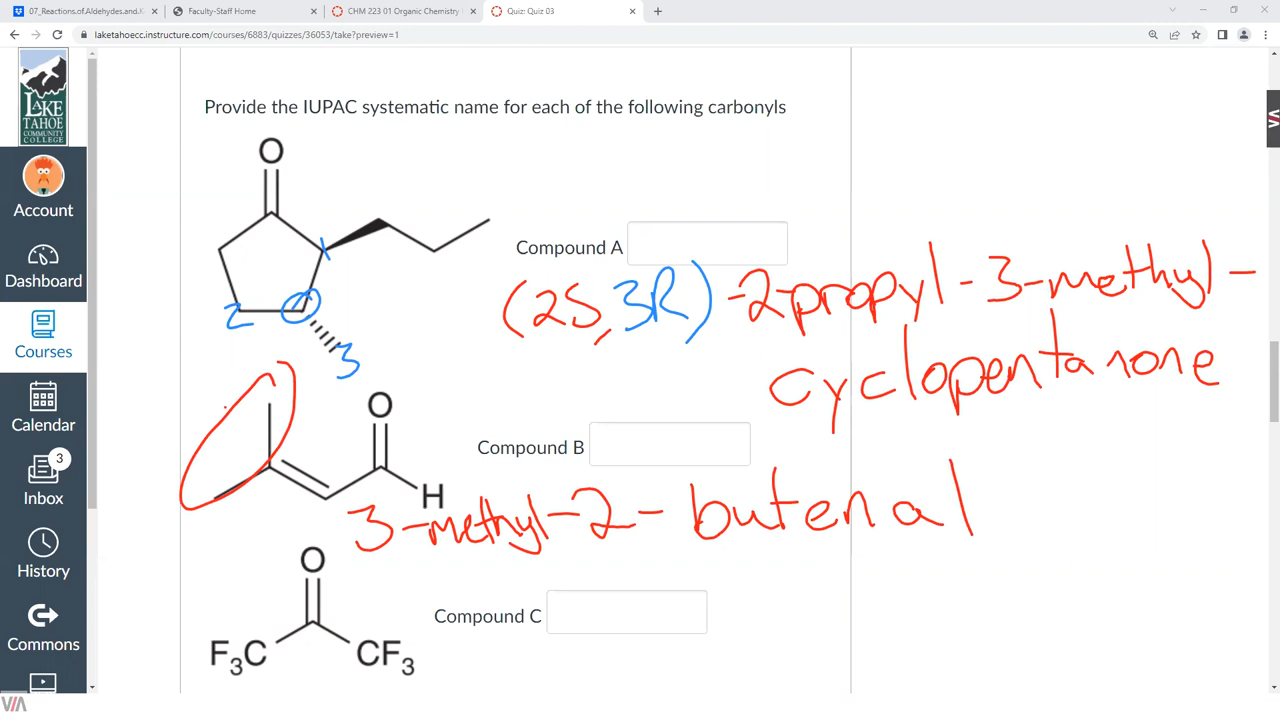 07_Reactions.of.Aldehydes.and.K
Faculty-Staff Home
CHM 223 01 Organic Chemistry
Quiz: Quiz 03
laketahoecc.instructure.com/courses/6883/quizzes/36053/take?preview=1
LAKE
TAHOE
COMMUNITY
COLLEGE
Account
Dashboard
Courses
Calendar
3
Inbox
History
Commons
Provide the IUPAC systematic name for each of the following carbonyls
O
1
2
4
3
Compound A
(2S, 3R)-2-propyl-3-methyl-
cyclopentanone
O
H
Compound B
3-methyl-2-butenal
O
F3C
CF3
Compound C
VIA